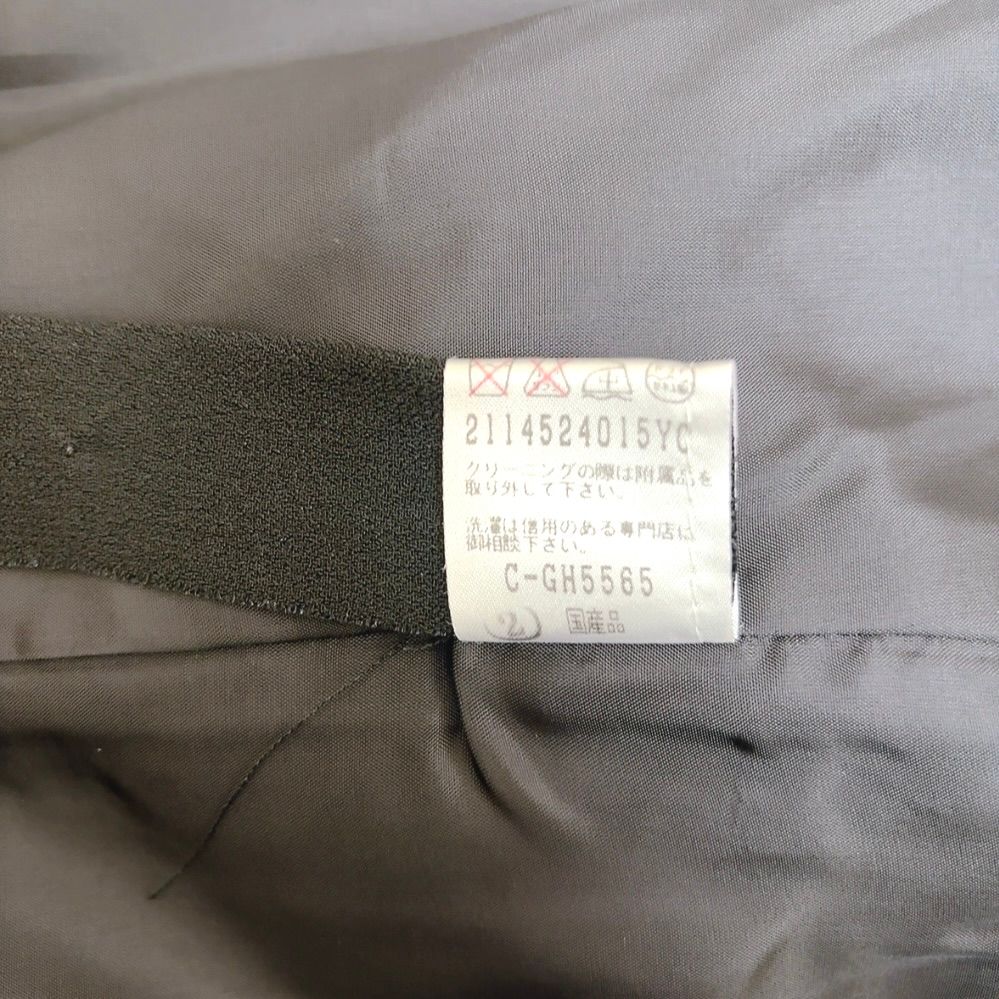 2114524015YC
クリーニングの際は附属品を
取り外して下さい。
洗濯は信用のある専門店に
御相談下さい。
C-GH5565
2 国産品